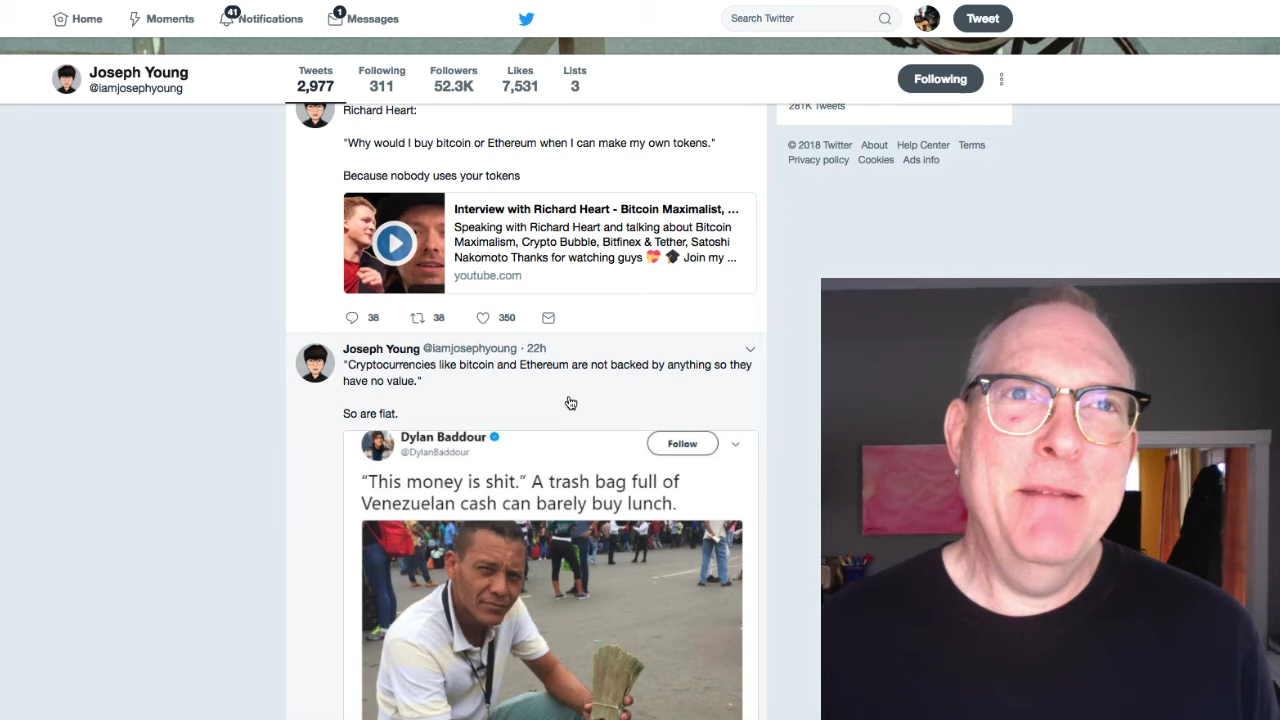 Home
Moments
41
Notifications
1
Messages
Search Twitter
Tweet
Joseph Young
@iamjosephyoung
Tweets
2,977
Following
311
Followers
52.3K
Likes
7,531
Lists
3
Following
Richard Heart:
"Why would I buy bitcoin or Ethereum when I can make my own tokens."
Because nobody uses your tokens
Interview with Richard Heart - Bitcoin Maximalist, ...
Speaking with Richard Heart and talking about Bitcoin
Maximalism, Crypto Bubble, Bitfinex & Tether, Satoshi
Nakomoto Thanks for watching guys 💝 🎓 Join my ...
youtube.com
38
38
350
Joseph Young @iamjosephyoung · 22h
"Cryptocurrencies like bitcoin and Ethereum are not backed by anything so they
have no value."
So are fiat.
Dylan Baddour
@DylanBaddour
Follow
“This money is shit.” A trash bag full of
Venezuelan cash can barely buy lunch.
281K Tweets
© 2018 Twitter About Help Center Terms
Privacy policy Cookies Ads info